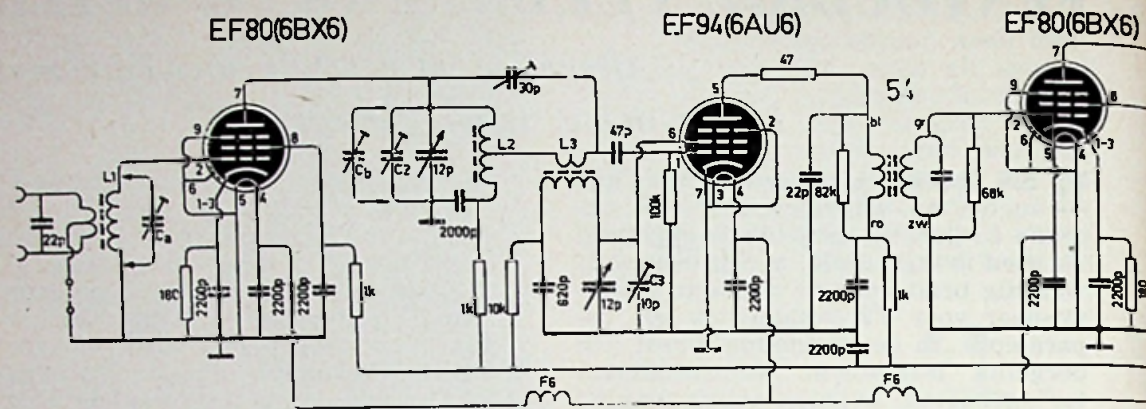 EF80(6BX6)
EF94(6AU6)
EF80(6BX6)
7
9
8
2
6
1-3
5
4
L1
22p
Ca
180
2200p
2200p
2200p
1k
30p
Cb
C2
12p
L2
L3
47p
2000p
1k
10k
620p
12p
C3
10p
100k
5
47
6
2
7
3
4
2200p
22p
82k
bl
ro
gr
zw
68k
2200p
1k
2200p
7
9
8
2
6
5
4
1-3
2200p
2200p
F6
F6